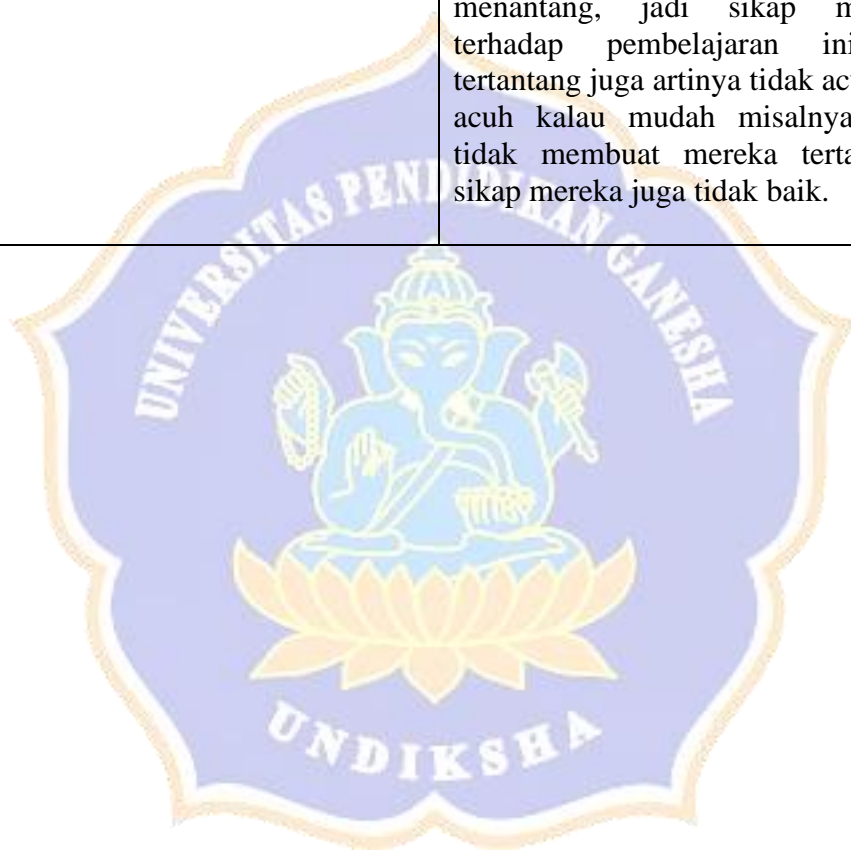 menantang, jadi sikap
terhadap pembelajaran
tertantang juga artinya tidak
acuh kalau mudah misalnya
tidak membuat mereka
sikap mereka juga tidak baik.
UNIVERSITAS PENDIDIKAN GANESHA
UNDIKSHA